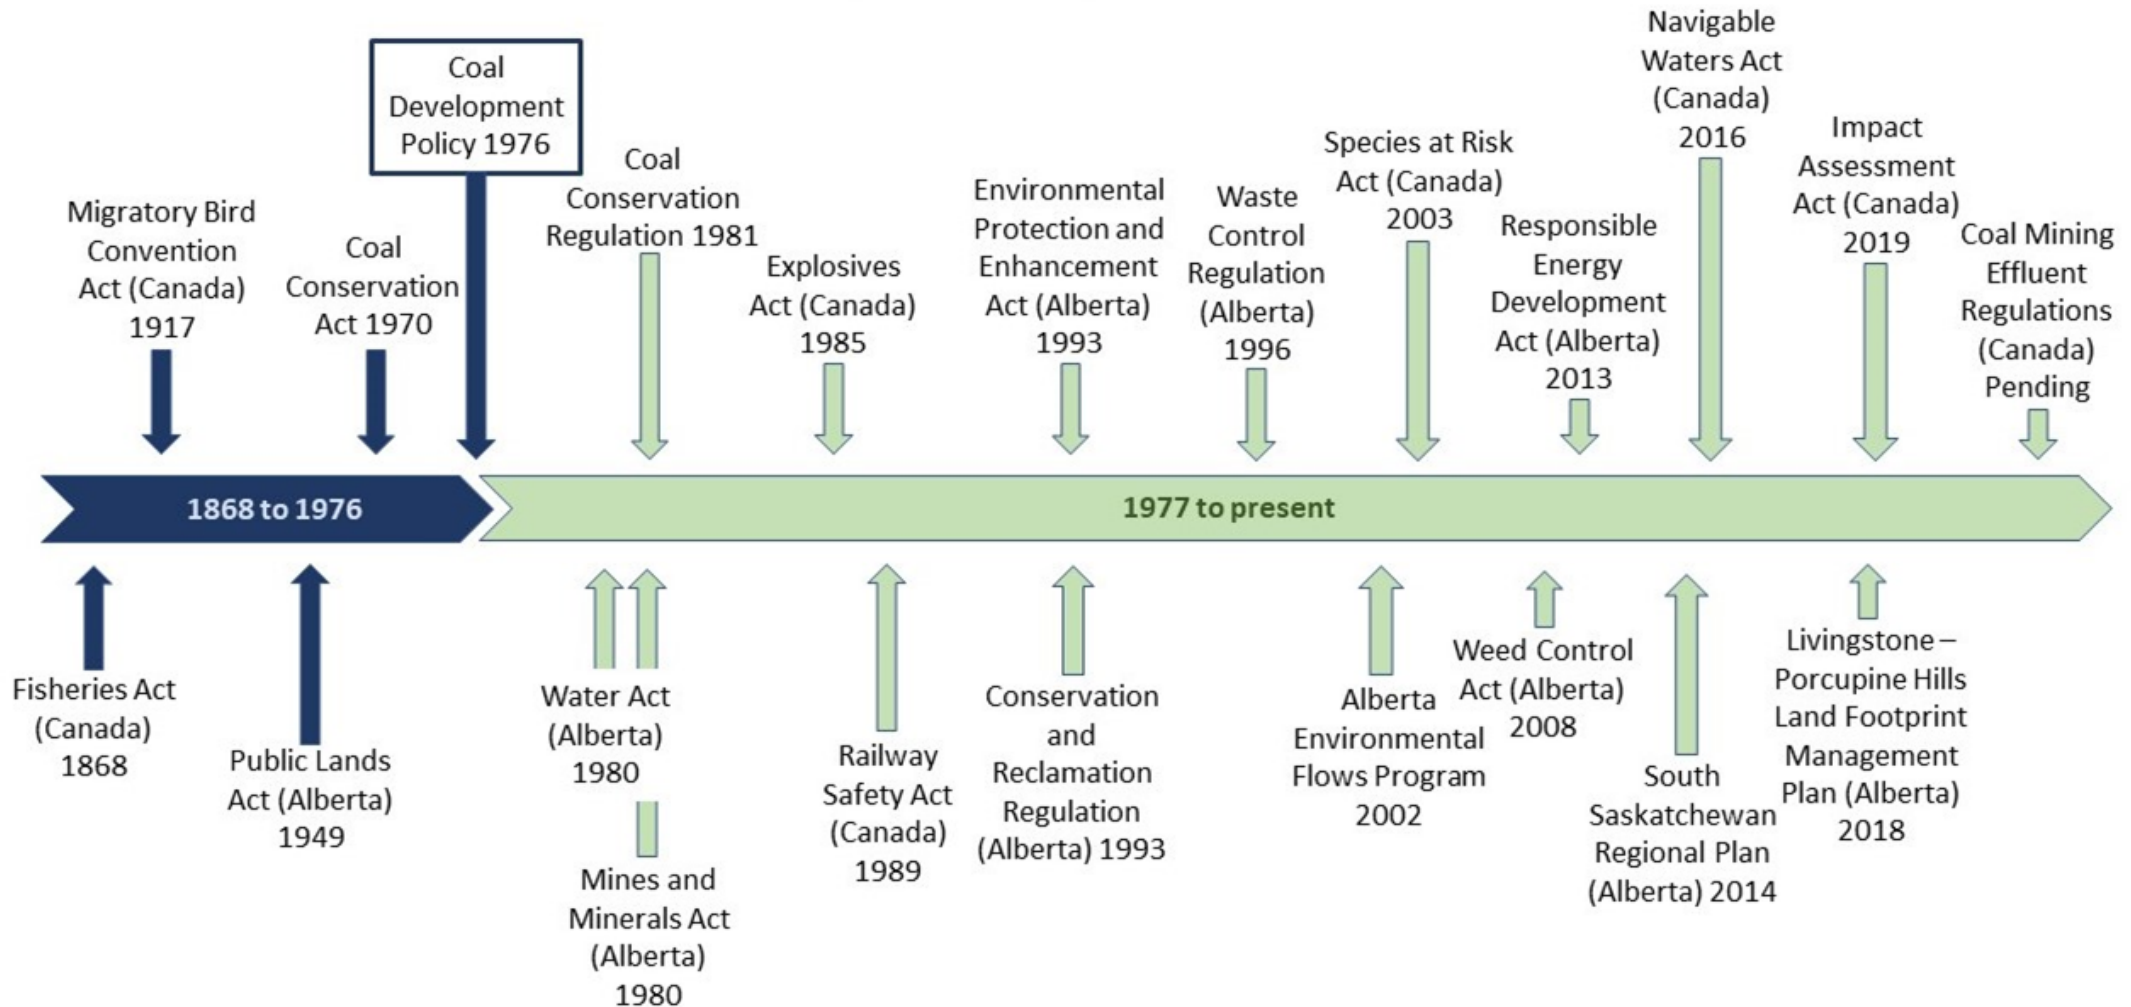 Coal
Development
Policy 1976
Migratory Bird
Convention
Act (Canada)
1917
Coal
Conservation
Act 1970
Coal
Conservation
Regulation 1981
Explosives
Act (Canada)
1985
Environmental
Protection and
Enhancement
Act (Alberta)
1993
Waste
Control
Regulation
(Alberta)
1996
Species at Risk
Act (Canada)
2003
Responsible
Energy
Development
Act (Alberta)
2013
Navigable
Waters Act
(Canada)
2016
Impact
Assessment
Act (Canada)
2019
Coal Mining
Effluent
Regulations
(Canada)
Pending
1868 to 1976
1977 to present
Fisheries Act
(Canada)
1868
Public Lands
Act (Alberta)
1949
Water Act
(Alberta)
1980
Mines and
Minerals Act
(Alberta)
1980
Railway
Safety Act
(Canada)
1989
Conservation
and
Reclamation
Regulation
(Alberta) 1993
Alberta
Environmental
Flows Program
2002
Weed Control
Act (Alberta)
2008
South
Saskatchewan
Regional Plan
(Alberta) 2014
Livingstone –
Porcupine Hills
Land Footprint
Management
Plan (Alberta)
2018